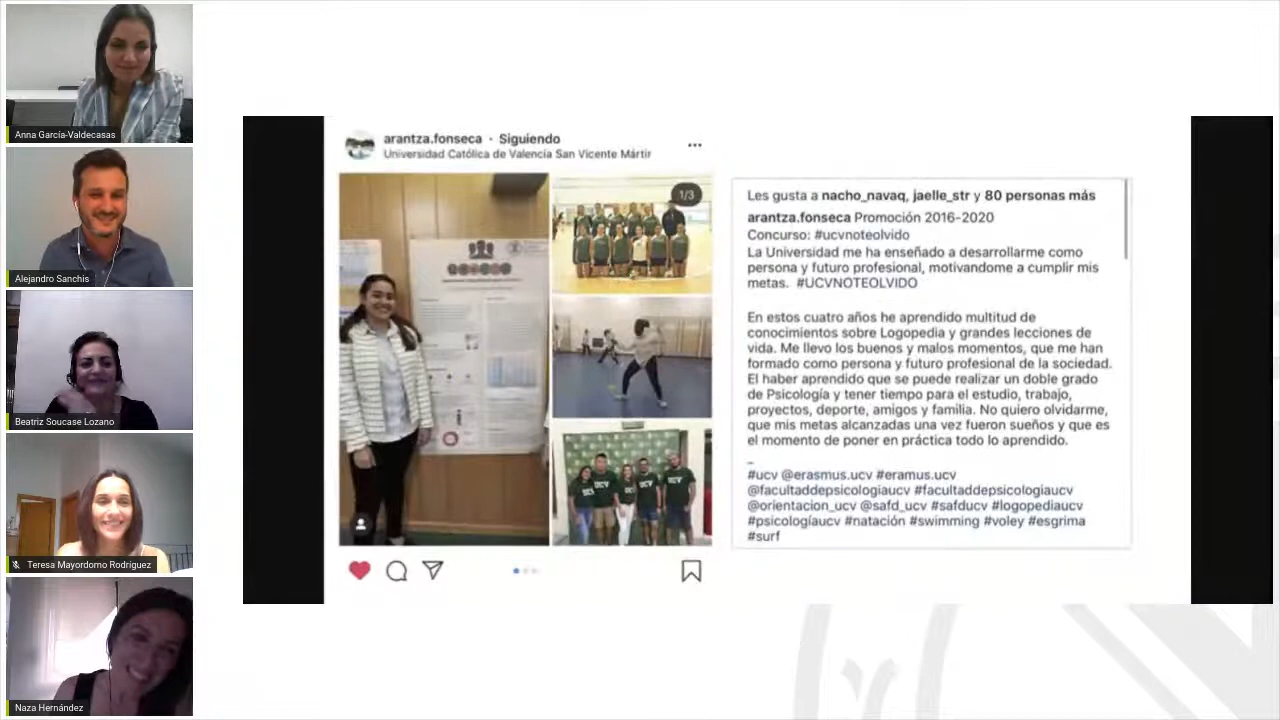 Anna García-Valdecasas
Alejandro Sanchis
Beatriz Soucase Lozano
Teresa Mayordomo Rodríguez
Naza Hernández
arantza.fonseca · Siguiendo
Universidad Católica de Valencia San Vicente Mártir
1/3
UCV
UCV
UCV
UCV
Les gusta a nacho_navaq, jaelle_str y 80 personas más
arantza.fonseca Promoción 2016-2020
Concurso: #ucvnoteolvido
La Universidad me ha enseñado a desarrollarme como
persona y futuro profesional, motivandome a cumplir mis
metas. #UCVNOTEOLVIDO
En estos cuatro años he aprendido multitud de
conocimientos sobre Logopedia y grandes lecciones de
vida. Me llevo los buenos y malos momentos, que me han
formado como persona y futuro profesional de la sociedad.
El haber aprendido que se puede realizar un doble grado
de Psicología y tener tiempo para el estudio, trabajo,
proyectos, deporte, amigos y familia. No quiero olvidarme,
que mis metas alcanzadas una vez fueron sueños y que es
el momento de poner en práctica todo lo aprendido.
_
#ucv @erasmus.ucv #eramus.ucv
@facultaddepsicologiaucv #facultaddepsicologiaucv
@orientacion_ucv @safd_ucv #safducv #logopediaucv
#psicologíaucv #natación #swimming #voley #esgrima
#surf